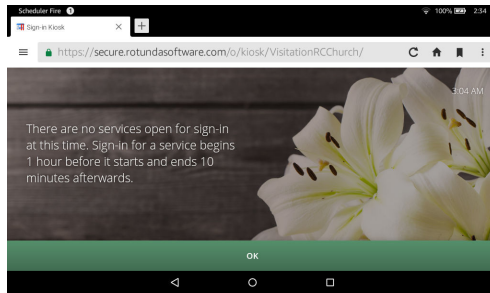 Scheduler Fire 1 100% 2:34
Sign-in Kiosk
https://secure.rotundasoftware.com/o/kiosk/VisitationRCChurch/
3:04 AM
There are no services open for sign-in
at this time. Sign-in for a service begins
1 hour before it starts and ends 10
minutes afterwards.
OK